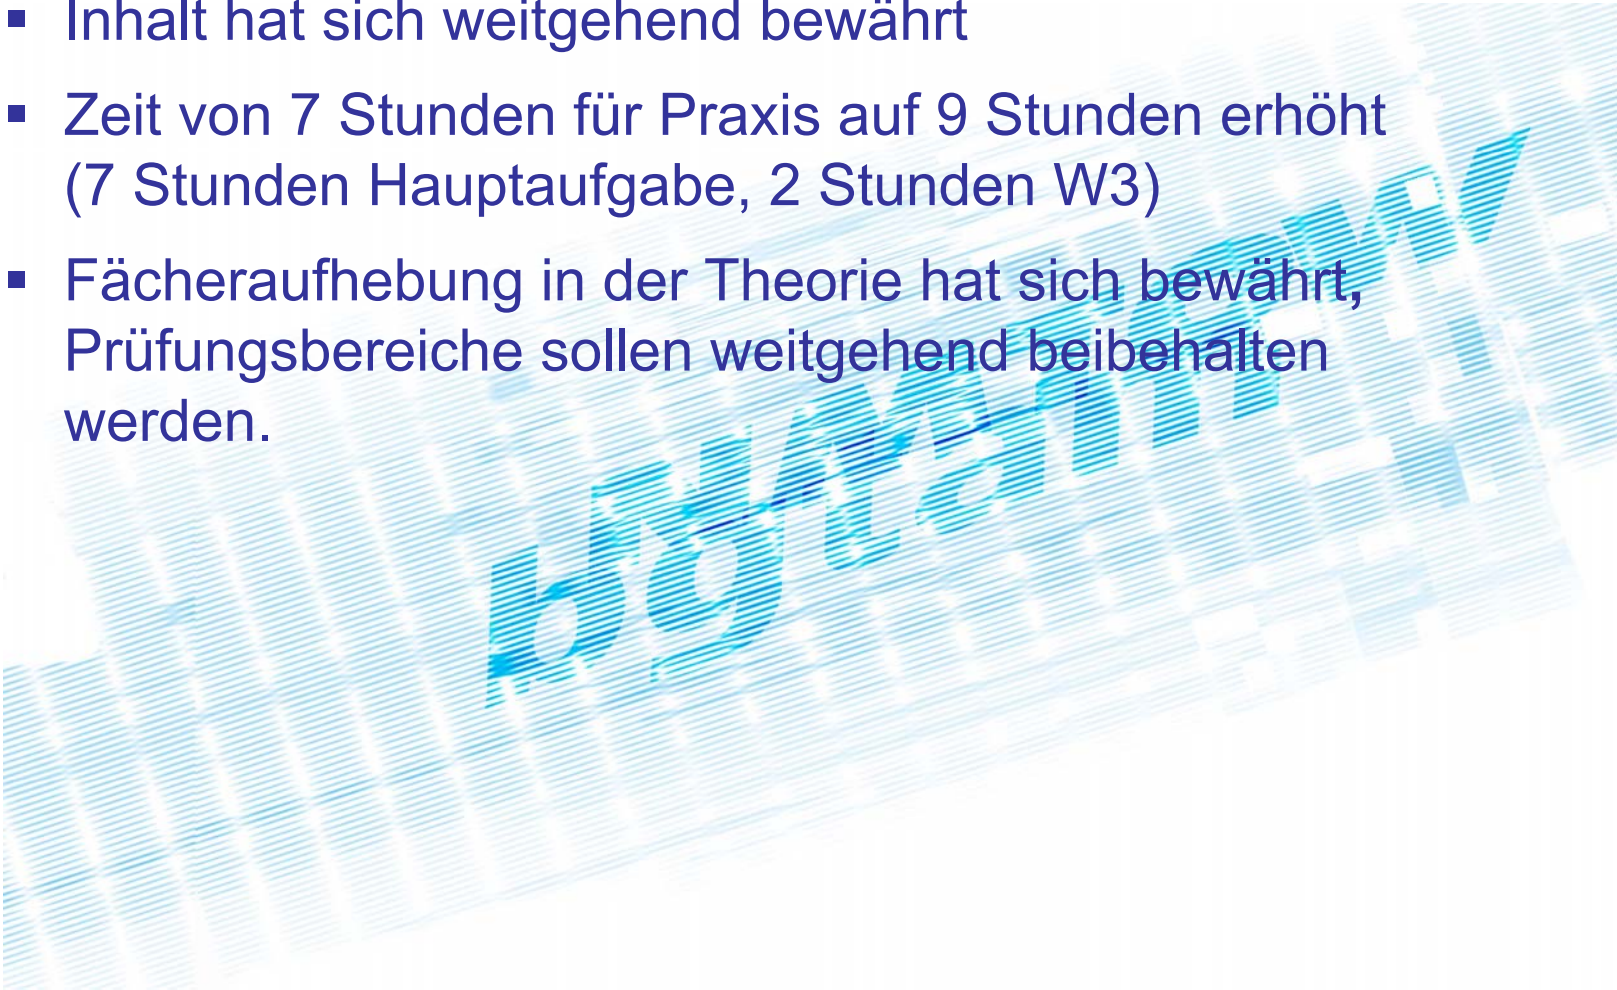 ▪ Inhalt hat sich weitgehend bewährt
▪ Zeit von 7 Stunden für Praxis auf 9 Stunden erhöht
(7 Stunden Hauptaufgabe, 2 Stunden W3)
▪ Fächeraufhebung in der Theorie hat sich bewährt,
Prüfungsbereiche sollen weitgehend beibehalten
werden.